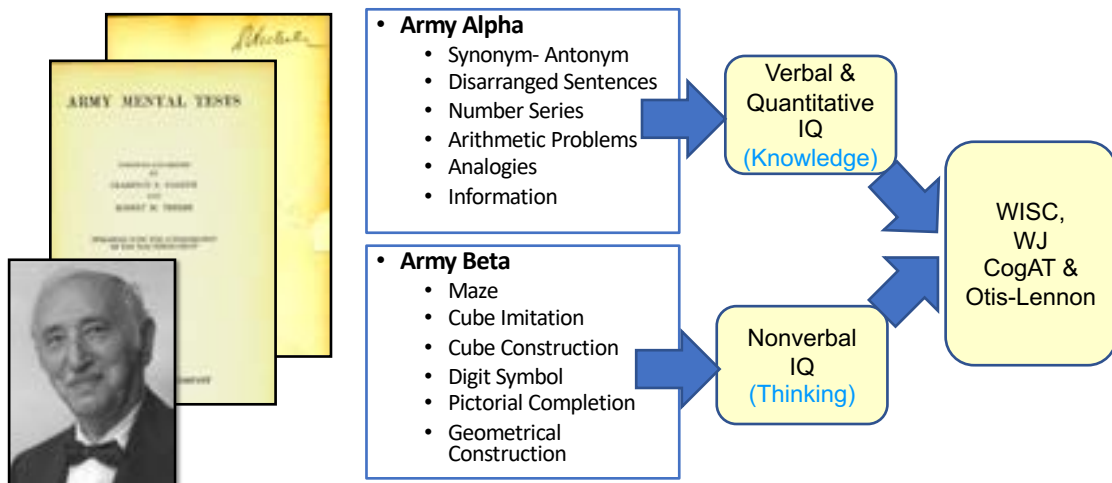 ARMY MENTAL TESTS
AND
• Army Alpha
• Synonym- Antonym
• Disarranged Sentences
• Number Series
• Arithmetic Problems
• Analogies
• Information
Verbal &
Quantitative
IQ
(Knowledge)
• Army Beta
• Maze
• Cube Imitation
• Cube Construction
• Digit Symbol
• Pictorial Completion
• Geometrical
Construction
Nonverbal
IQ
(Thinking)
WISC,
WJ
CogAT &
Otis-Lennon